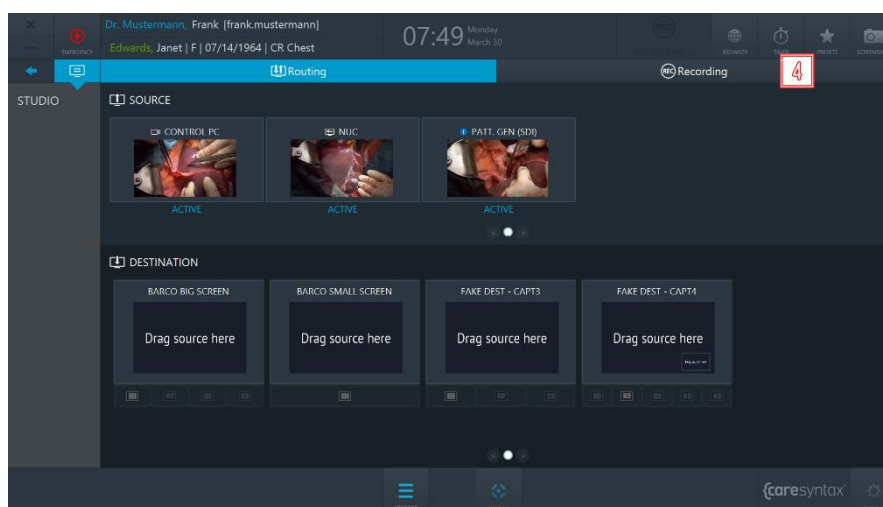 Dr. Mustermann, Frank [frank.mustermann]
Edwards, Janet | F | 07/14/1964 | CR Chest
07:49 Monday
March 30
REC
EMERGENCY
BROWSER
TIMER
PRESETS
Routing
REC Recording
4
STUDIO
SOURCE
CONTROL PC
NUC
PATT. GEN (SDI)
ACTIVE
ACTIVE
ACTIVE
DESTINATION
BARCO BIG SCREEN
BARCO SMALL SCREEN
FAKE DEST - CAPT3
FAKE DEST - CAPT4
Drag source here
Drag source here
Drag source here
Drag source here
{caresyntax